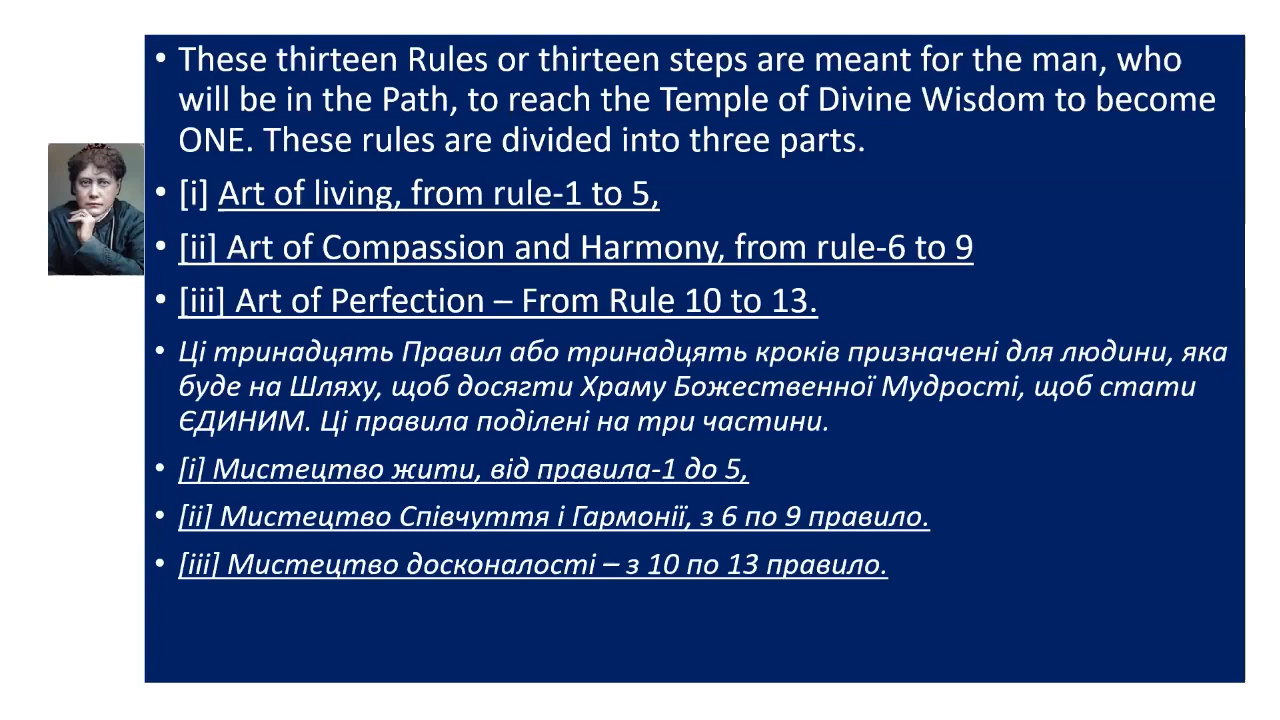 • These thirteen Rules or thirteen steps are meant for the man, who
will be in the Path, to reach the Temple of Divine Wisdom to become
ONE. These rules are divided into three parts.
• [i] Art of living, from rule-1 to 5,
• [ii] Art of Compassion and Harmony, from rule-6 to 9
• [iii] Art of Perfection – From Rule 10 to 13.
• Ці тринадцять Правил або тринадцять кроків призначені для людини, яка
буде на Шляху, щоб досягти Храму Божественної Мудрості, щоб стати
ЄДИНИМ. Ці правила поділені на три частини.
• [i] Мистецтво жити, від правила-1 до 5,
• [ii] Мистецтво Співчуття і Гармонії, з 6 по 9 правило.
• [iii] Мистецтво досконалості – з 10 по 13 правило.